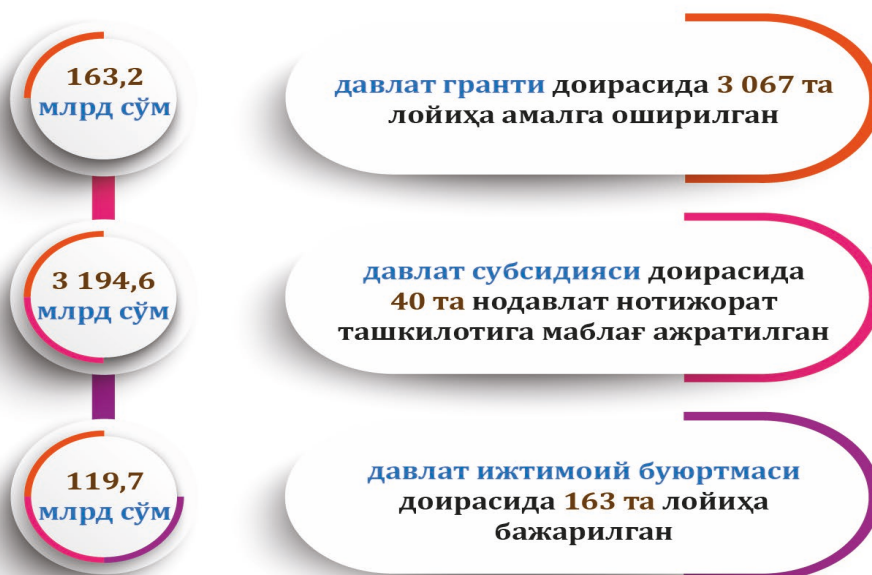 163,2
млрд сўм
давлат гранти доирасида 3 067 та
лойиҳа амалга оширилган
3 194,6
млрд сўм
давлат субсидияси доирасида
40 та нодавлат нотижорат
ташкилотига маблағ ажратилган
119,7
млрд сўм
давлат ижтимоий буюртмаси
доирасида 163 та лойиҳа
бажарилган